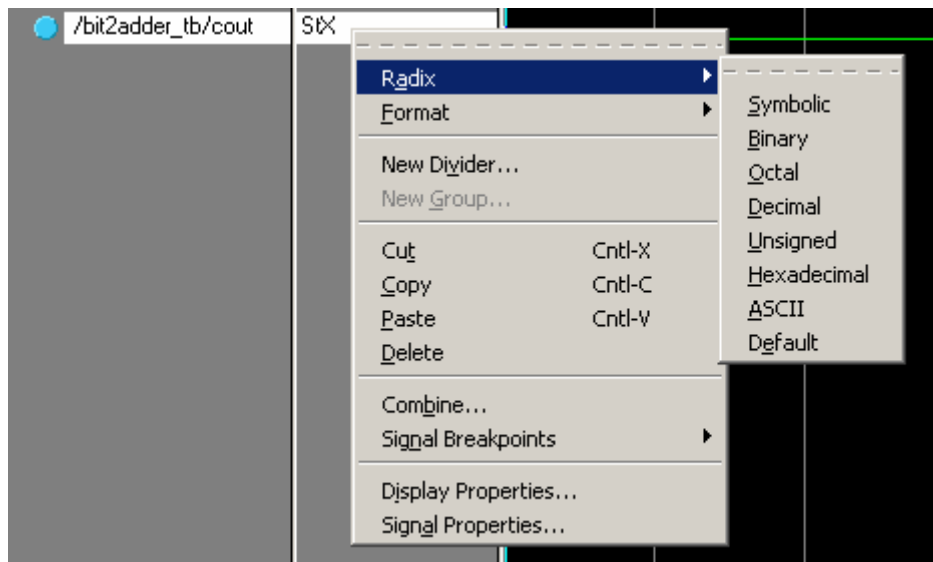 /bit2adder_tb/cout StX
Radix
Format
New Divider...
New Group...
Cut Cntl-X
Copy Cntl-C
Paste Cntl-V
Delete
Combine...
Signal Breakpoints
Display Properties...
Signal Properties...
Symbolic
Binary
Octal
Decimal
Unsigned
Hexadecimal
ASCII
Default